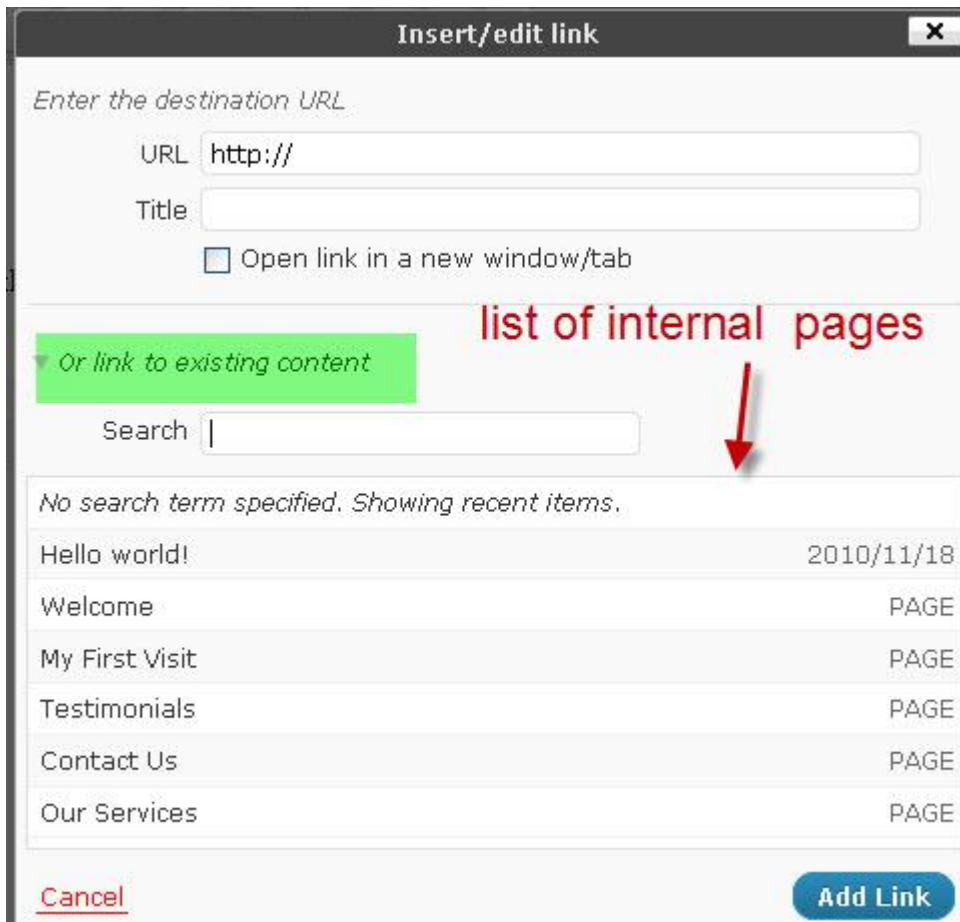 Insert/edit link
Enter the destination URL
URL http://
Title
Open link in a new window/tab
list of internal pages
Or link to existing content
Search
No search term specified. Showing recent items.
Hello world! 2010/11/18
Welcome PAGE
My First Visit PAGE
Testimonials PAGE
Contact Us PAGE
Our Services PAGE
Cancel Add Link